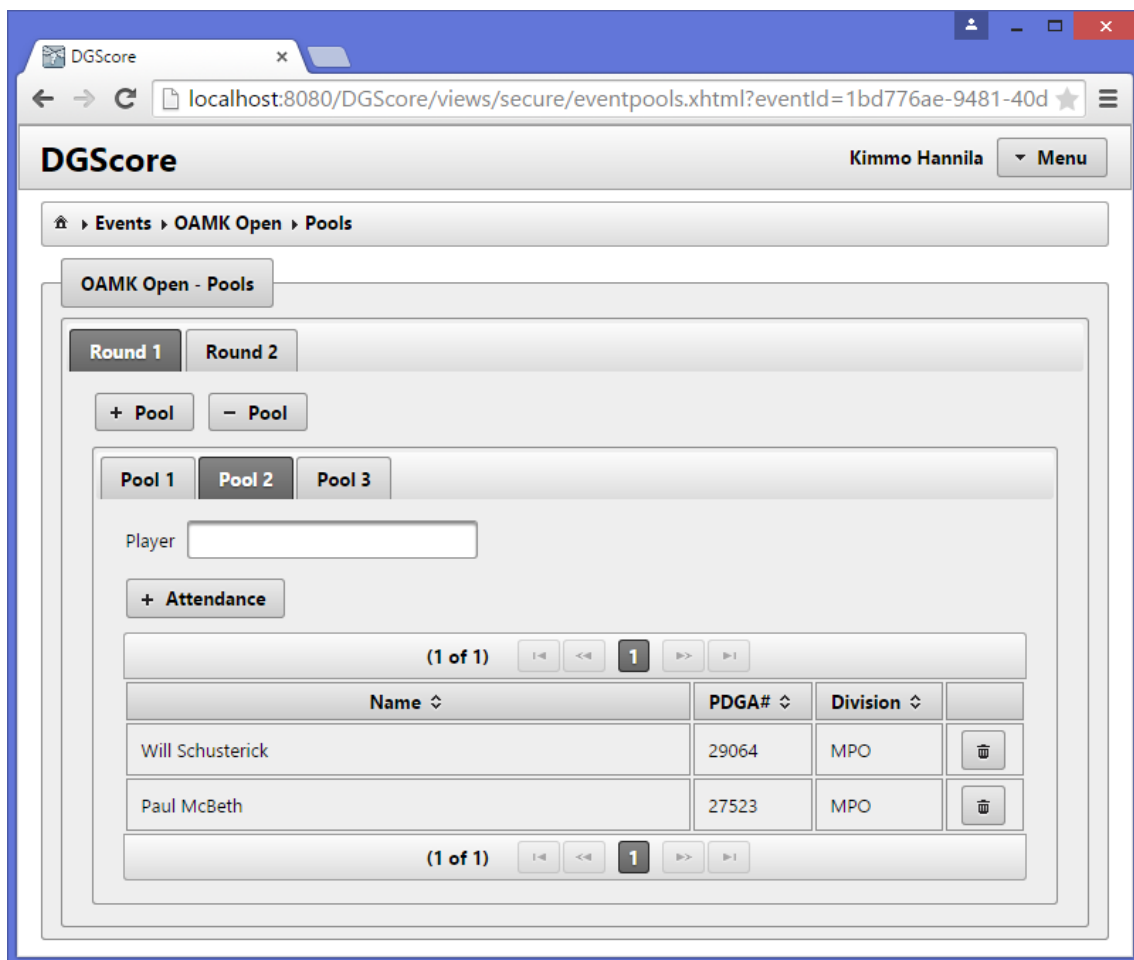 DGScore
localhost:8080/DGScore/views/secure/eventpools.xhtml?eventId=1bd776ae-9481-40d
DGScore Kimmo Hannila Menu
Events OAMK Open Pools
OAMK Open - Pools
Round 1 Round 2
+ Pool − Pool
Pool 1 Pool 2 Pool 3
Player
+ Attendance
(1 of 1) 1
Name PDGA# Division
Will Schusterick 29064 MPO
Paul McBeth 27523 MPO
(1 of 1) 1